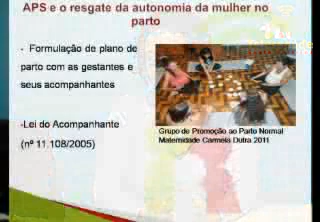 APS e o resgate da autonomia da mulher no
parto
- Formulação de plano de
parto com as gestantes e
seus acompanhantes
-Lei do Acompanhante
(nº 11.108/2005)
Grupo de Promoção ao Parto Normal
Maternidade Carmela Dutra 2011